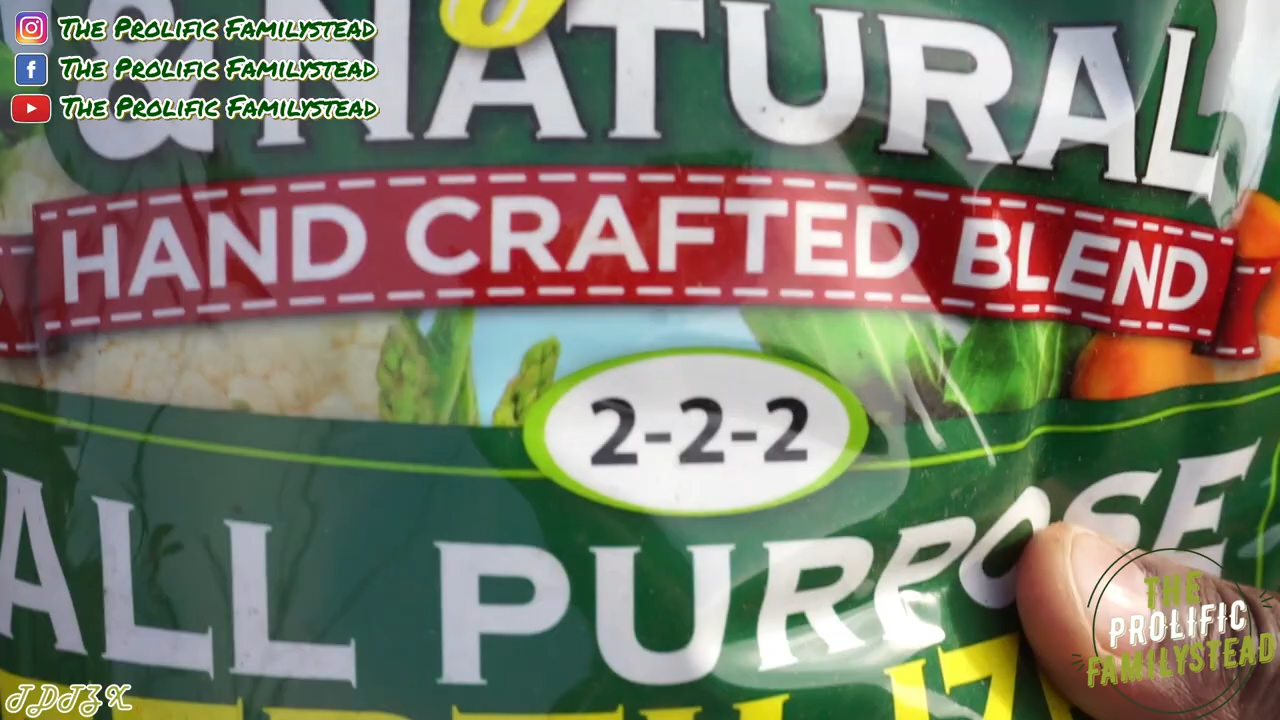 The Prolific Familystead
The Prolific Familystead
The Prolific Familystead
& NATURAL
HAND CRAFTED BLEND
2-2-2
ALL PURPOSE
THE
PROLIFIC
FAMILYSTEAD